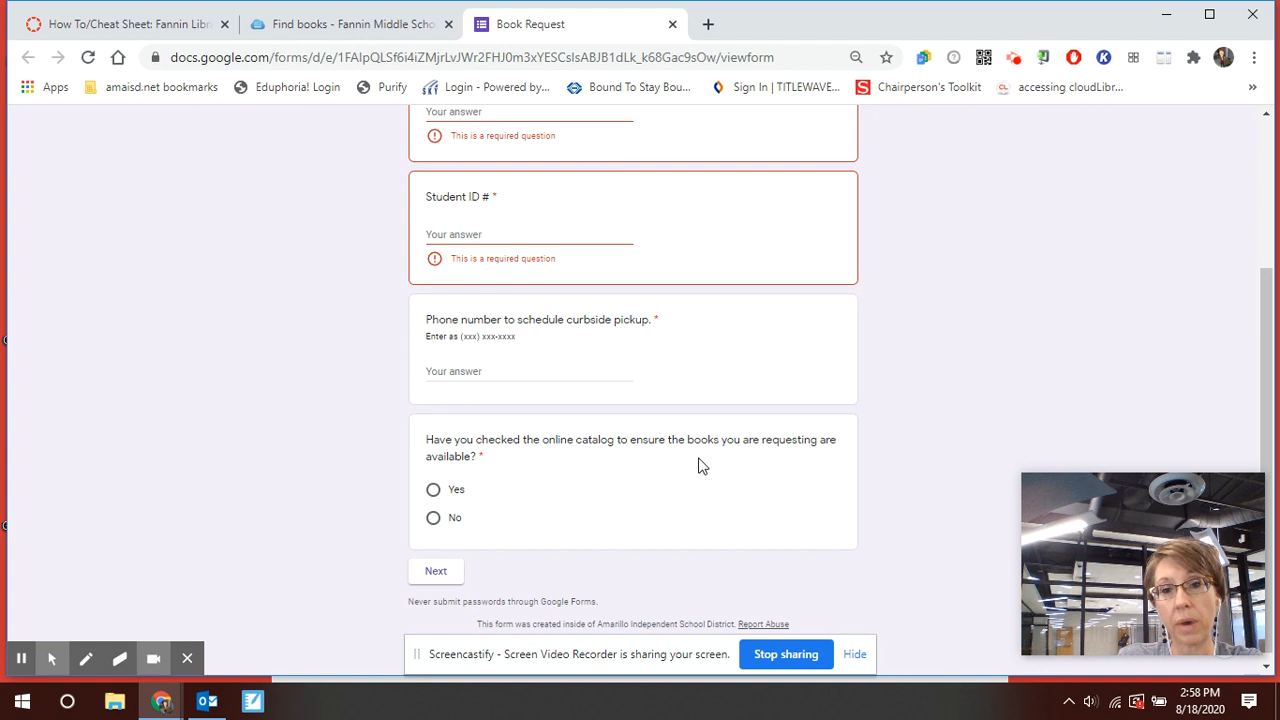 How To/Cheat Sheet: Fannin Libr
Find books - Fannin Middle Scho
Book Request
docs.google.com/forms/d/e/1FAIpQLSf6i4iZMjrLvIWr2FHJ0m3xYESCsIsABJB1dLk_k68Gac9sOw/viewform
Apps
amaisd.net bookmarks
Eduphoria! Login
Purify
Login - Powered by...
Bound To Stay Bou...
Sign In | TITLEWAVE...
Chairperson's Toolkit
accessing cloudLibr...
Your answer
This is a required question
Student ID # *
Your answer
This is a required question
Phone number to schedule curbside pickup. *
Enter as (xxx) xxx-xxxx
Your answer
Have you checked the online catalog to ensure the books you are requesting are
available? *
Yes
No
Next
Never submit passwords through Google Forms.
This form was created inside of Amarillo Independent School District. Report Abuse
Screencastify - Screen Video Recorder is sharing your screen.
Stop sharing
Hide
2:58 PM
8/18/2020